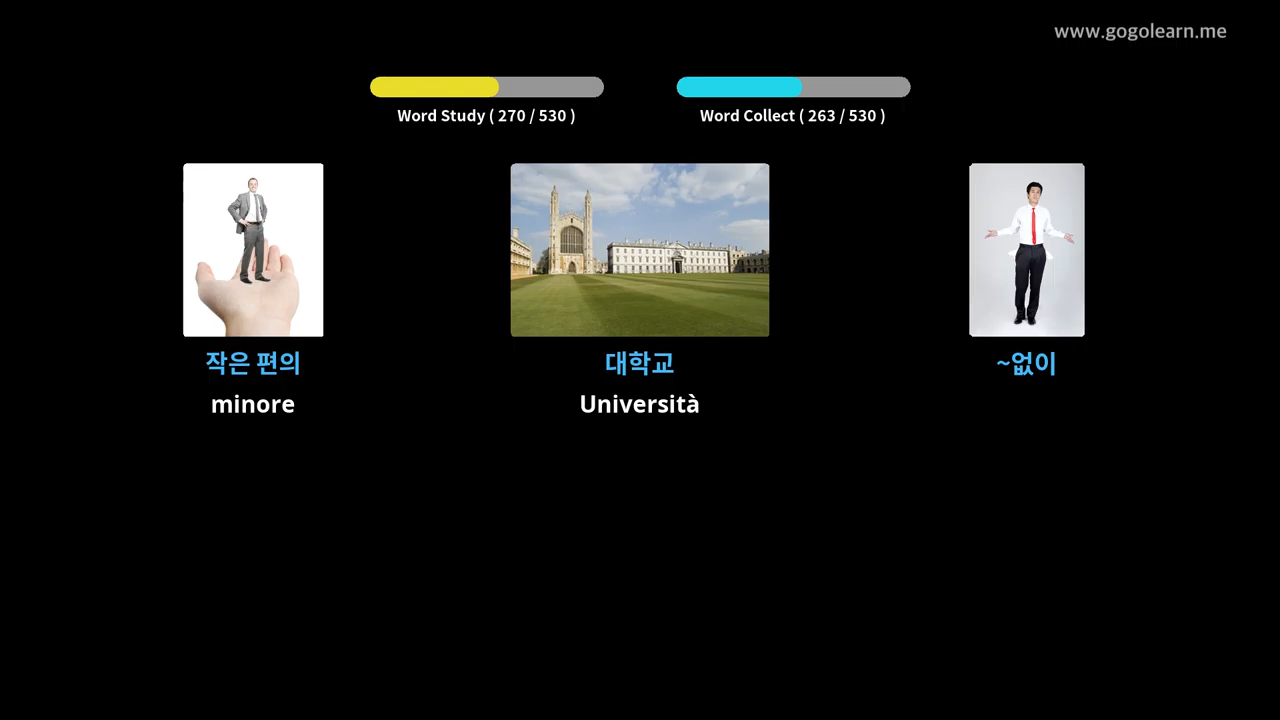 www.gogolearn.me
Word Study ( 270 / 530 )
Word Collect ( 263 / 530 )
작은 편의
대학교
~없이
minore
Università